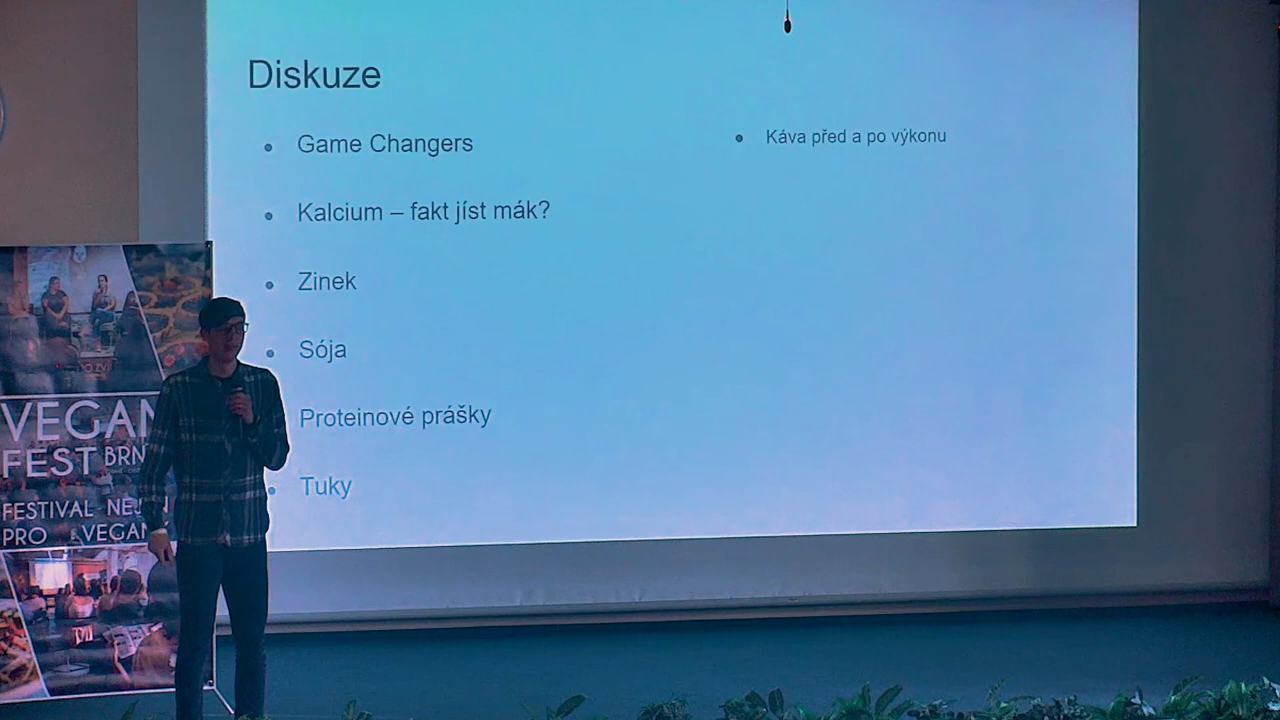 Diskuze
Game Changers
Kalcium – fakt jíst mák?
Zinek
Sója
Proteinové prášky
Tuky
Káva před a po výkonu
VEGAN
FEST BRN
FESTIVAL NEJ
PRO VEGAN